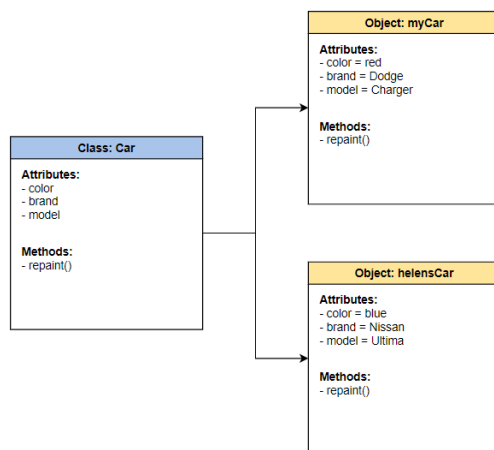 Class: Car
Attributes:
- color
- brand
- model
Methods:
- repaint()
Object: myCar
Attributes:
- color = red
- brand = Dodge
- model = Charger
Methods:
- repaint()
Object: helensCar
Attributes:
- color = blue
- brand = Nissan
- model = Ultima
Methods:
- repaint()